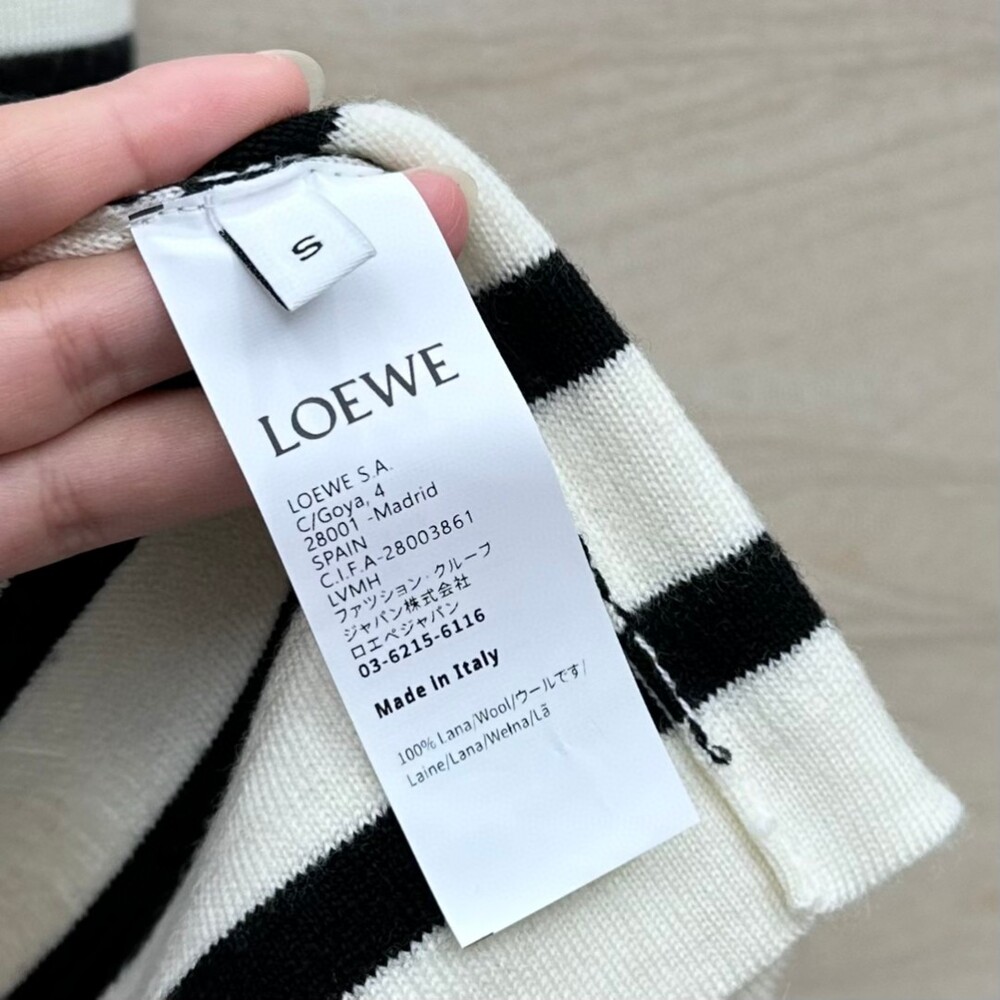 S
LOEWE
LOEWE S.A.
C/Goya, 4
28001 -Madrid
SPAIN
C.I.F.A-28003861
LVMH
ファツション.グループ
ジャパン株式会社
ロエベジャパン
03-6215-6116
Made in Italy
100% Lana/Wool/ウールです/
Laine/Lana/Wełna/Lã